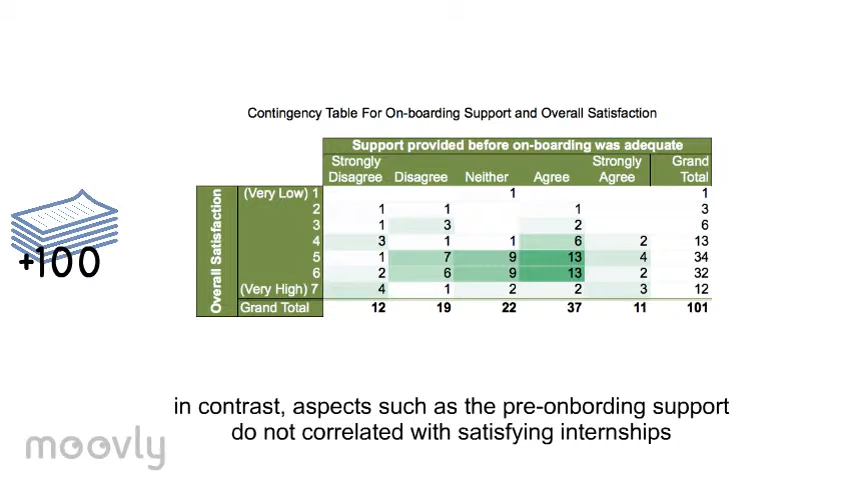 Contingency Table For On-boarding Support and Overall Satisfaction
Support provided before on-boarding was adequate
Strongly Disagree Disagree Neither Agree Strongly Agree Grand Total
Overall Satisfaction
(Very Low) 1 1 1
2 1 1 1 3
3 1 3 2 6
4 3 1 1 6 2 13
5 1 7 9 13 4 34
6 2 6 9 13 2 32
(Very High) 7 4 1 2 2 3 12
Grand Total 12 19 22 37 11 101
+100
in contrast, aspects such as the pre-onbording support
do not correlated with satisfying internships
moovly